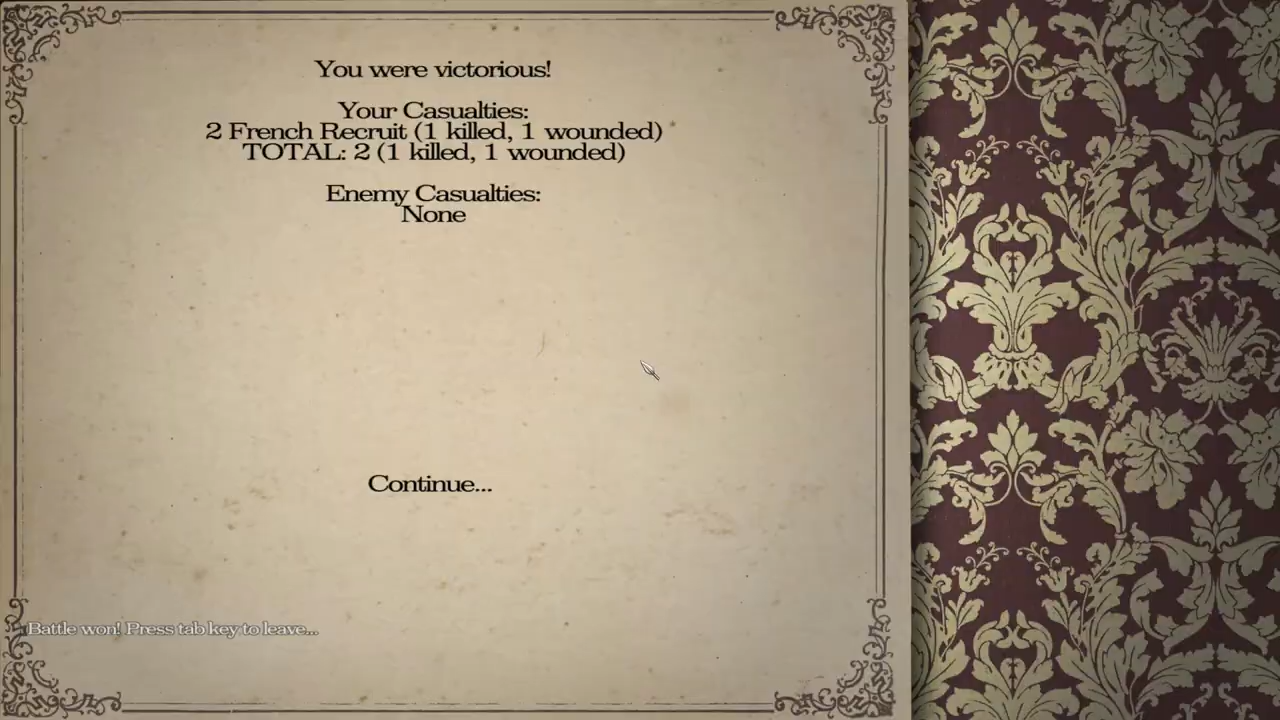 You were victorious!
Your Casualties:
2 French Recruit (1 killed, 1 wounded)
TOTAL: 2 (1 killed, 1 wounded)
Enemy Casualties:
None
Continue...
Battle won! Press tab key to leave...